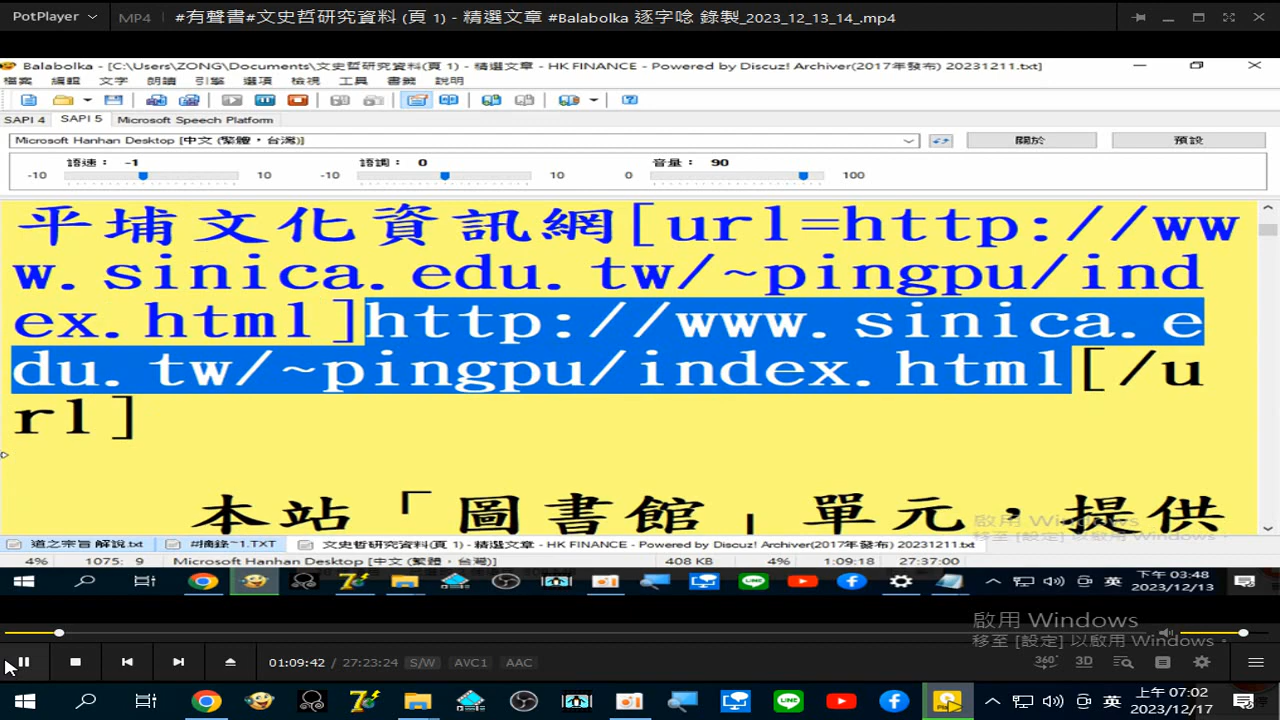 PotPlayer MP4 #有聲書#文史哲研究資料 (頁 1) - 精選文章 #Balabolka 逐字唸 錄製_2023_12_13_14_.mp4
Balabolka - [C:\Users\ZONG\Documents\文史哲研究資料(頁 1) - 精選文章 - HK FINANCE - Powered by Discuz! Archiver(2017年發布) 20231211.txt]
檔案 編輯 文字 朗讀 引擎 選項 檢視 工具 書籤 說明
SAPI 4 SAPI 5 Microsoft Speech Platform
Microsoft Hanhan Desktop [中文 (繁體，台灣)] 關於 預設
語速： -1 語調： 0 音量： 90
-10 10 -10 10 0 100
平埔文化資訊網[url=http://ww
w.sinica.edu.tw/~pingpu/ind
ex.html]http://www.sinica.e
du.tw/~pingpu/index.html[/u
rl]
本站「圖書館」單元，提供
啟用 Windows
移至 [設定] 以啟用 Windows。
道之宗旨 解說.txt #摘錄~1.TXT 文史哲研究資料(頁 1) - 精選文章 - HK FINANCE - Powered by Discuz! Archiver(2017年發布) 20231211.txt
4% 1075: 9 Microsoft Hanhan Desktop [中文 (繁體，台灣)] 408 KB 4% 1:09:18 27:37:00
英 下午 03:48
2023/12/13
啟用 Windows
移至 [設定] 以啟用 Windows。
01:09:42 / 27:23:24 S/W AVC1 AAC 360° 3D
英 上午 07:02
2023/12/17